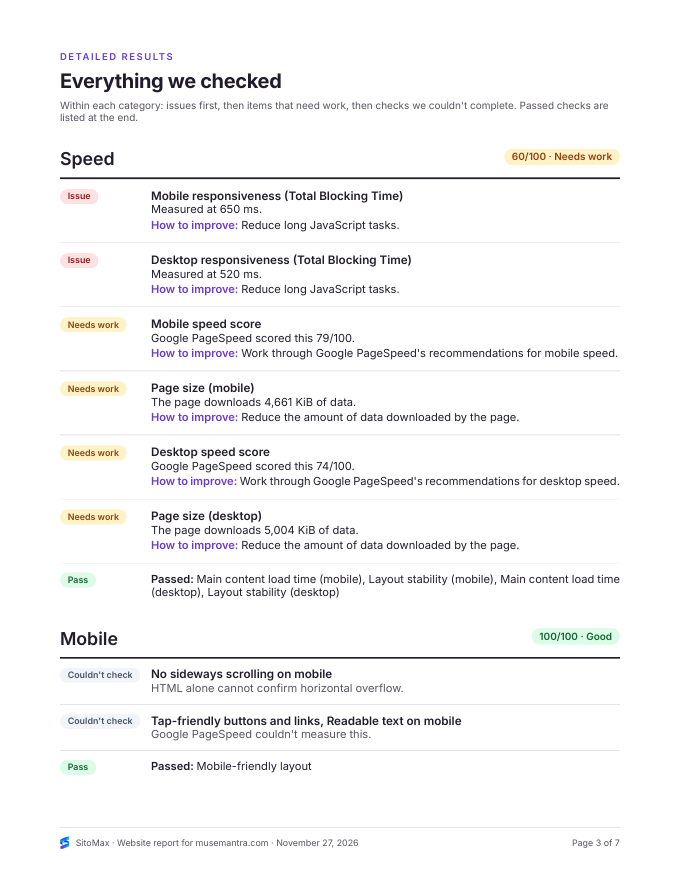 DETAILED RESULTS
Everything we checked
Within each category: issues first, then items that need work, then checks we couldn't complete. Passed checks are
listed at the end.
Speed
60/100 · Needs work
Issue
Mobile responsiveness (Total Blocking Time)
Measured at 650 ms.
How to improve: Reduce long JavaScript tasks.
Issue
Desktop responsiveness (Total Blocking Time)
Measured at 520 ms.
How to improve: Reduce long JavaScript tasks.
Needs work
Mobile speed score
Google PageSpeed scored this 79/100.
How to improve: Work through Google PageSpeed's recommendations for mobile speed.
Needs work
Page size (mobile)
The page downloads 4,661 KiB of data.
How to improve: Reduce the amount of data downloaded by the page.
Needs work
Desktop speed score
Google PageSpeed scored this 74/100.
How to improve: Work through Google PageSpeed's recommendations for desktop speed.
Needs work
Page size (desktop)
The page downloads 5,004 KiB of data.
How to improve: Reduce the amount of data downloaded by the page.
Pass
Passed: Main content load time (mobile), Layout stability (mobile), Main content load time
(desktop), Layout stability (desktop)
Mobile
100/100 · Good
Couldn't check
No sideways scrolling on mobile
HTML alone cannot confirm horizontal overflow.
Couldn't check
Tap-friendly buttons and links, Readable text on mobile
Google PageSpeed couldn't measure this.
Pass
Passed: Mobile-friendly layout
SitoMax · Website report for musemantra.com · November 27, 2026
Page 3 of 7